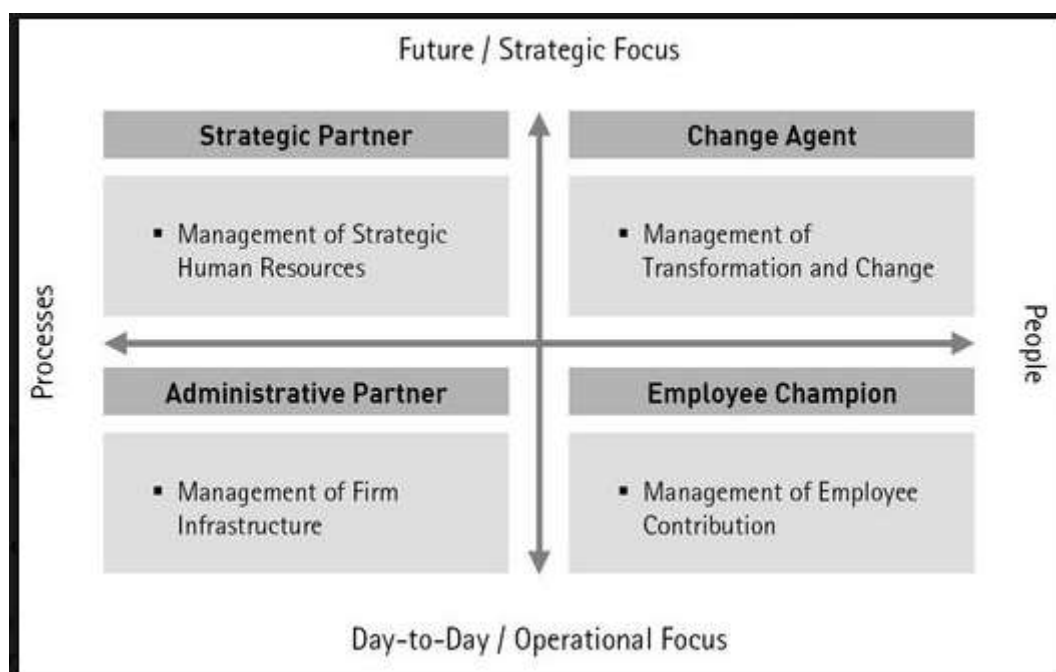 Future / Strategic Focus
Strategic Partner
Change Agent
▪ Management of Strategic
Human Resources
▪ Management of
Transformation and Change
Processes
People
Administrative Partner
Employee Champion
▪ Management of Firm
Infrastructure
▪ Management of Employee
Contribution
Day-to-Day / Operational Focus